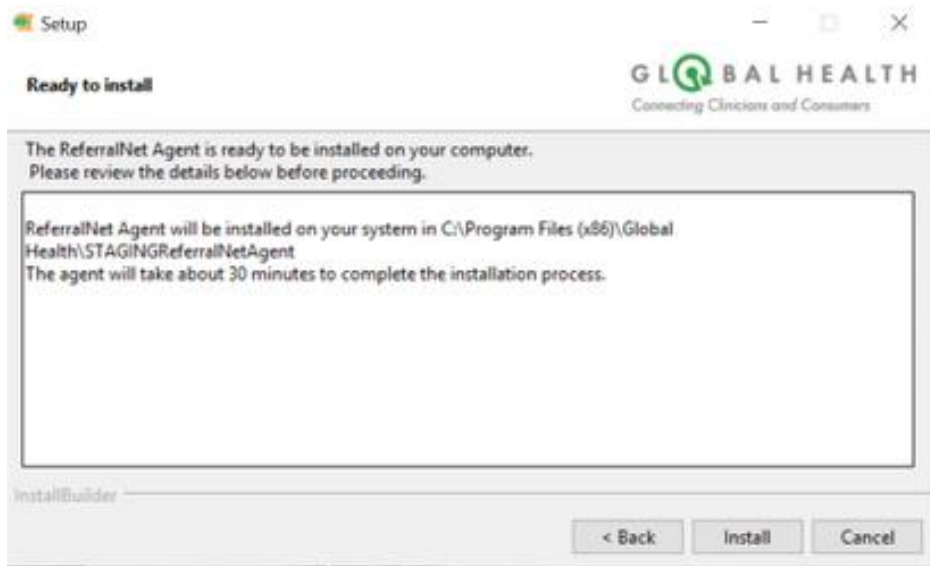 Setup
Ready to install
GLOBAL HEALTH
Connecting Clinicians and Consumers
The ReferralNet Agent is ready to be installed on your computer.
Please review the details below before proceeding.
ReferralNet Agent will be installed on your system in C:\Program Files (x86)\Global
Health\STAGINGReferralNetAgent
The agent will take about 30 minutes to complete the installation process.
InstallBuilder
< Back
Install
Cancel